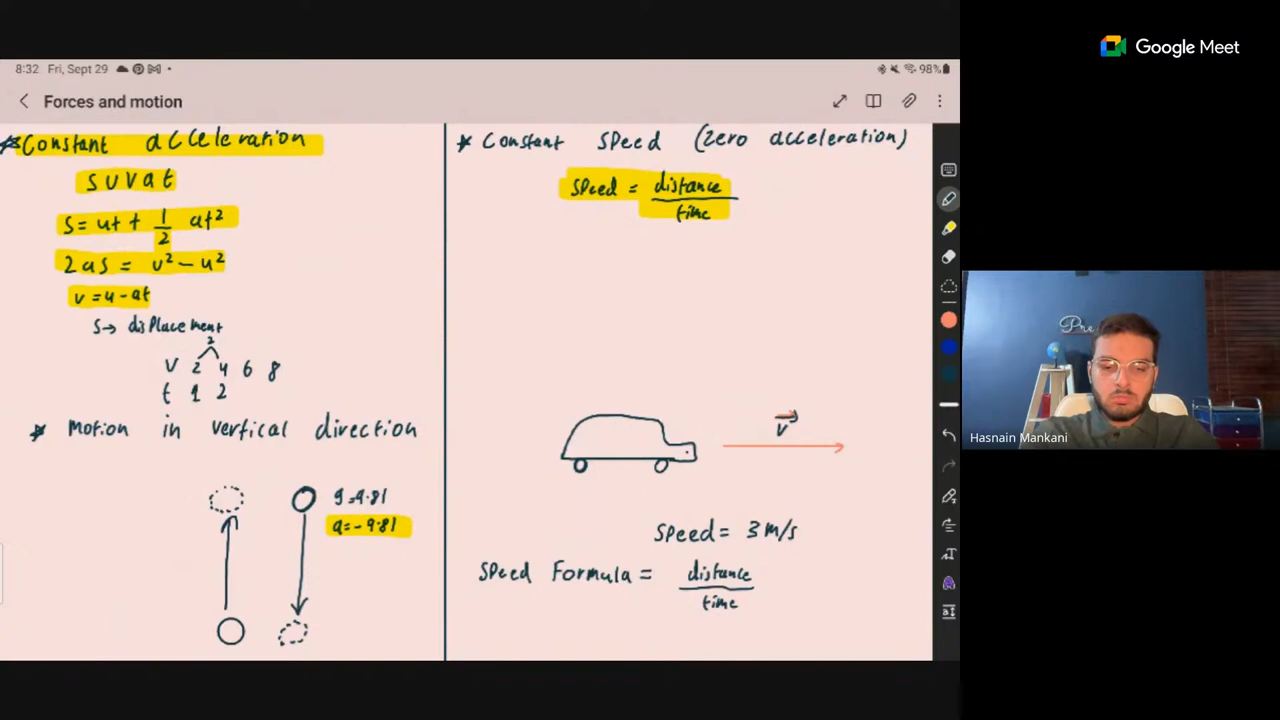 8:32 Fri, Sept 29
98%
Forces and motion
Google Meet
* Constant acceleration
SUVat
s = ut + 1/2 at²
2as = v² - u²
v = u - at
s → displacement
2
v 2 4 6 8
t 1 2
* Motion in vertical direction
g = 9.81
a = -9.81
* Constant speed (zero acceleration)
speed = distance/time
v
speed = 3 m/s
speed Formula = distance/time
Pre
Hasnain Mankani